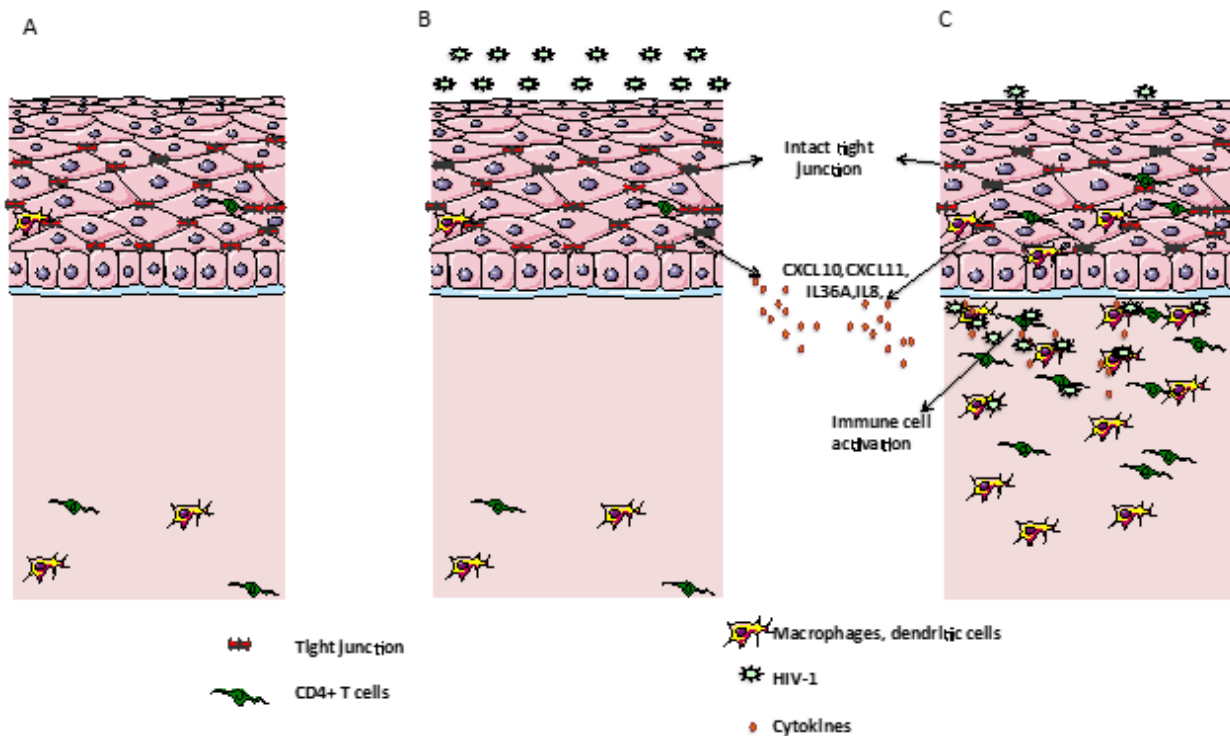 A
B
C
Intact tight
junction
CXCL10,CXCL11,
IL36A,IL8,
Immune cell
activation
Tight junction
CD4+ T cells
Macrophages, dendritic cells
HIV-1
Cytokines